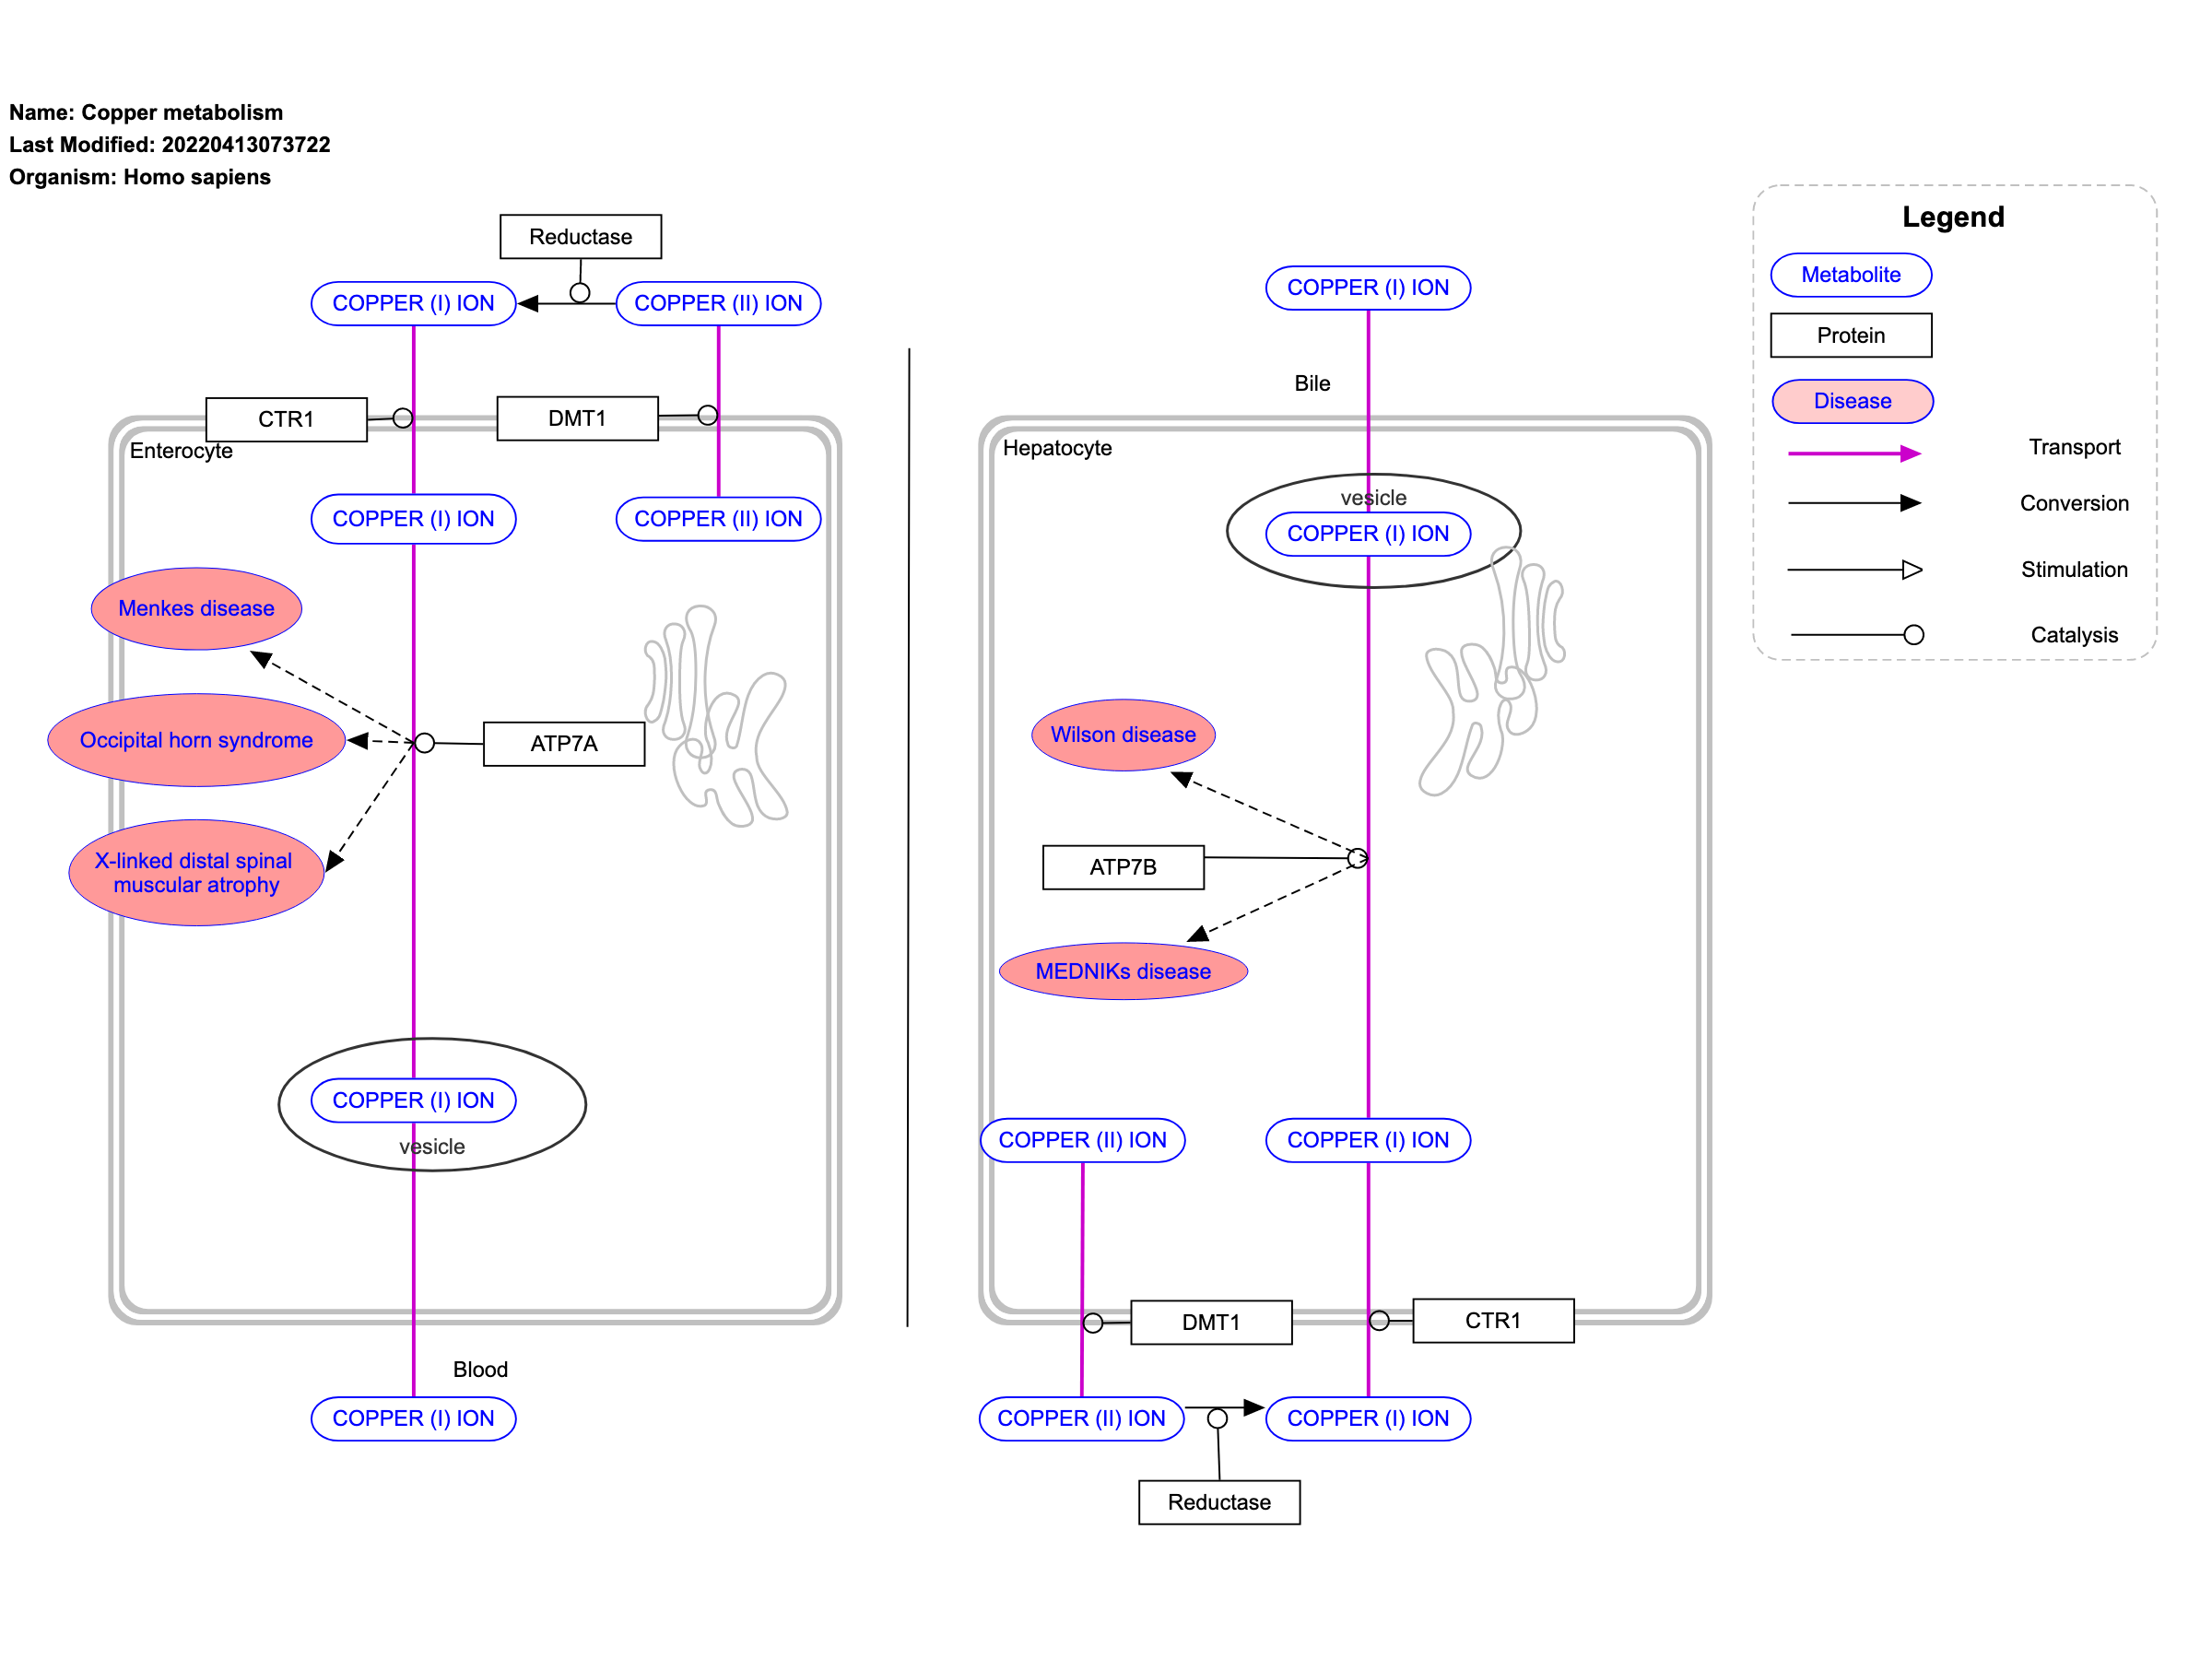 Name: Copper metabolism
Last Modified: 20220413073722
Organism: Homo sapiens
Reductase
COPPER (I) ION
COPPER (II) ION
CTR1
DMT1
Enterocyte
COPPER (I) ION
COPPER (II) ION
Menkes disease
Occipital horn syndrome
ATP7A
X-linked distal spinal
muscular atrophy
COPPER (I) ION
vesicle
Blood
COPPER (I) ION
COPPER (I) ION
Bile
Hepatocyte
vesicle
COPPER (I) ION
Wilson disease
ATP7B
MEDNIKs disease
COPPER (II) ION
COPPER (I) ION
DMT1
CTR1
COPPER (II) ION
COPPER (I) ION
Reductase
Legend
Metabolite
Protein
Disease
Transport
Conversion
Stimulation
Catalysis